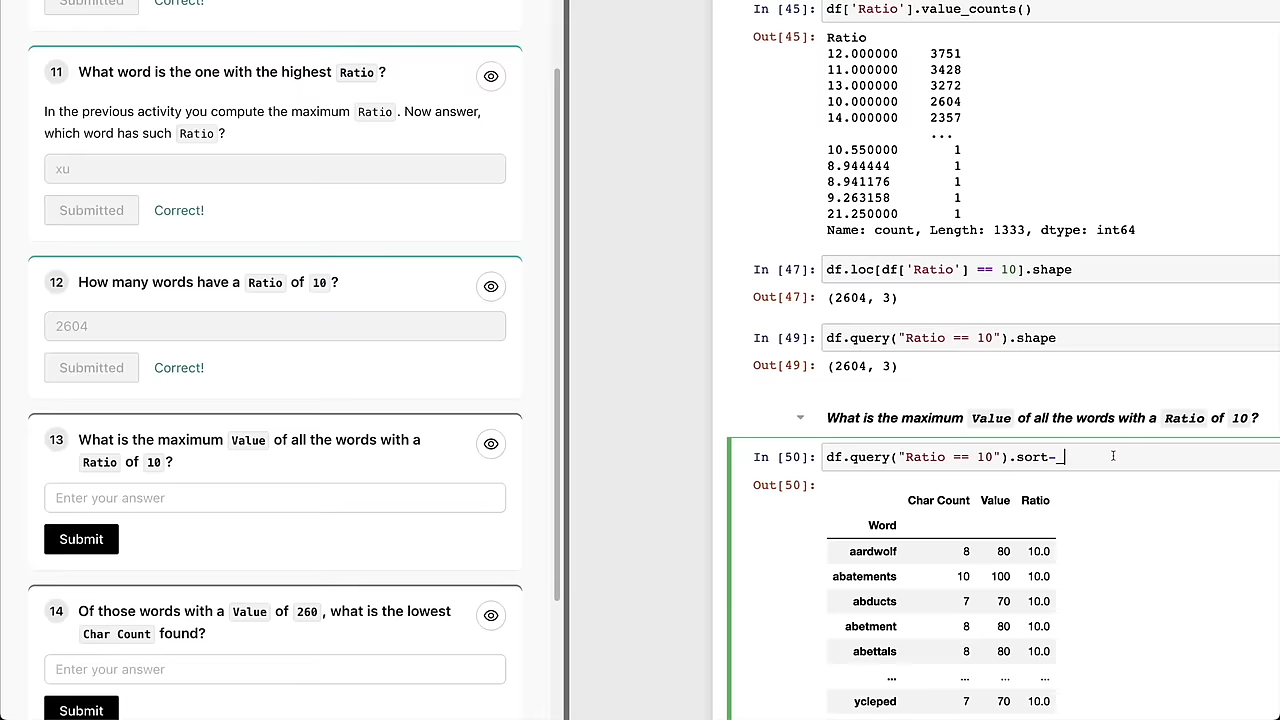 Submitted Correct!
11 What word is the one with the highest Ratio ?
In the previous activity you compute the maximum Ratio . Now answer,
which word has such Ratio ?
xu
Submitted Correct!
12 How many words have a Ratio of 10 ?
2604
Submitted Correct!
13 What is the maximum Value of all the words with a
Ratio of 10 ?
Enter your answer
Submit
14 Of those words with a Value of 260 , what is the lowest
Char Count found?
Enter your answer
Submit
In [45]: df['Ratio'].value_counts()
Out[45]: Ratio
12.000000 3751
11.000000 3428
13.000000 3272
10.000000 2604
14.000000 2357
...
10.550000 1
8.944444 1
8.941176 1
9.263158 1
21.250000 1
Name: count, Length: 1333, dtype: int64
In [47]: df.loc[df['Ratio'] == 10].shape
Out[47]: (2604, 3)
In [49]: df.query("Ratio == 10").shape
Out[49]: (2604, 3)
What is the maximum Value of all the words with a Ratio of 10 ?
In [50]: df.query("Ratio == 10").sort-_
Out[50]:
Char Count Value Ratio
Word
aardwolf 8 80 10.0
abatements 10 100 10.0
abducts 7 70 10.0
abetment 8 80 10.0
abettals 8 80 10.0
... ... ... ...
ycleped 7 70 10.0